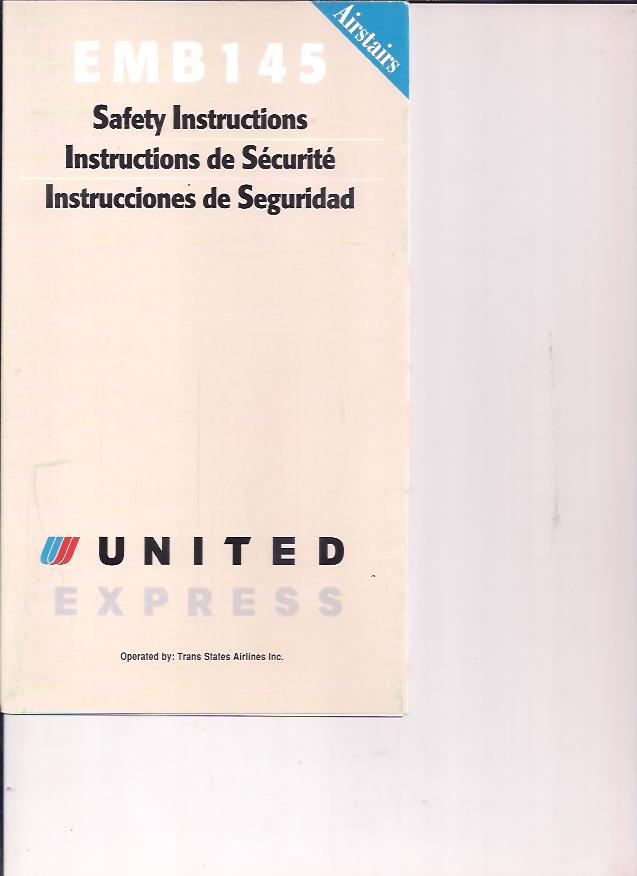 Airstairs
EMB145
Safety Instructions
Instructions de Sécurité
Instrucciones de Seguridad
UNITED
EXPRESS
Operated by: Trans States Airlines Inc.